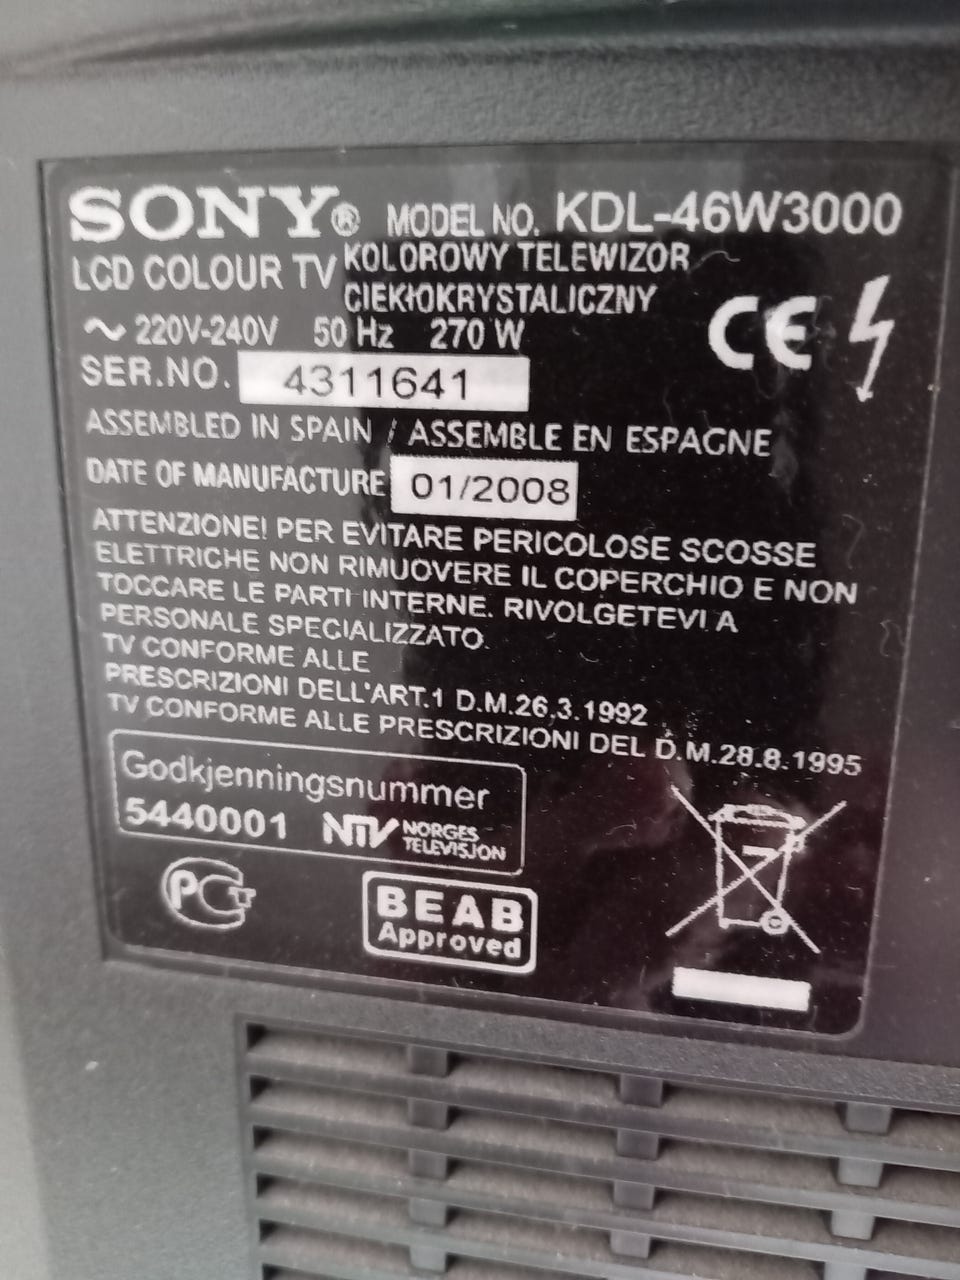 SONY® MODEL NO. KDL-46W3000
LCD COLOUR TV KOLOROWY TELEWIZOR
CIEKŁOKRYSTALICZNY
~ 220V-240V 50 Hz 270 W
CE
SER.NO. 4311641
ASSEMBLED IN SPAIN / ASSEMBLE EN ESPAGNE
DATE OF MANUFACTURE 01/2008
ATTENZIONE! PER EVITARE PERICOLOSE SCOSSE
ELETTRICHE NON RIMUOVERE IL COPERCHIO E NON
TOCCARE LE PARTI INTERNE. RIVOLGETEVI A
PERSONALE SPECIALIZZATO.
TV CONFORME ALLE
PRESCRIZIONI DELL'ART.1 D.M.26,3.1992
TV CONFORME ALLE PRESCRIZIONI DEL D.M.28.8.1995
Godkjenningsnummer
5440001 NTV NORGES
TELEVISJON
PCT
BEAB
Approved